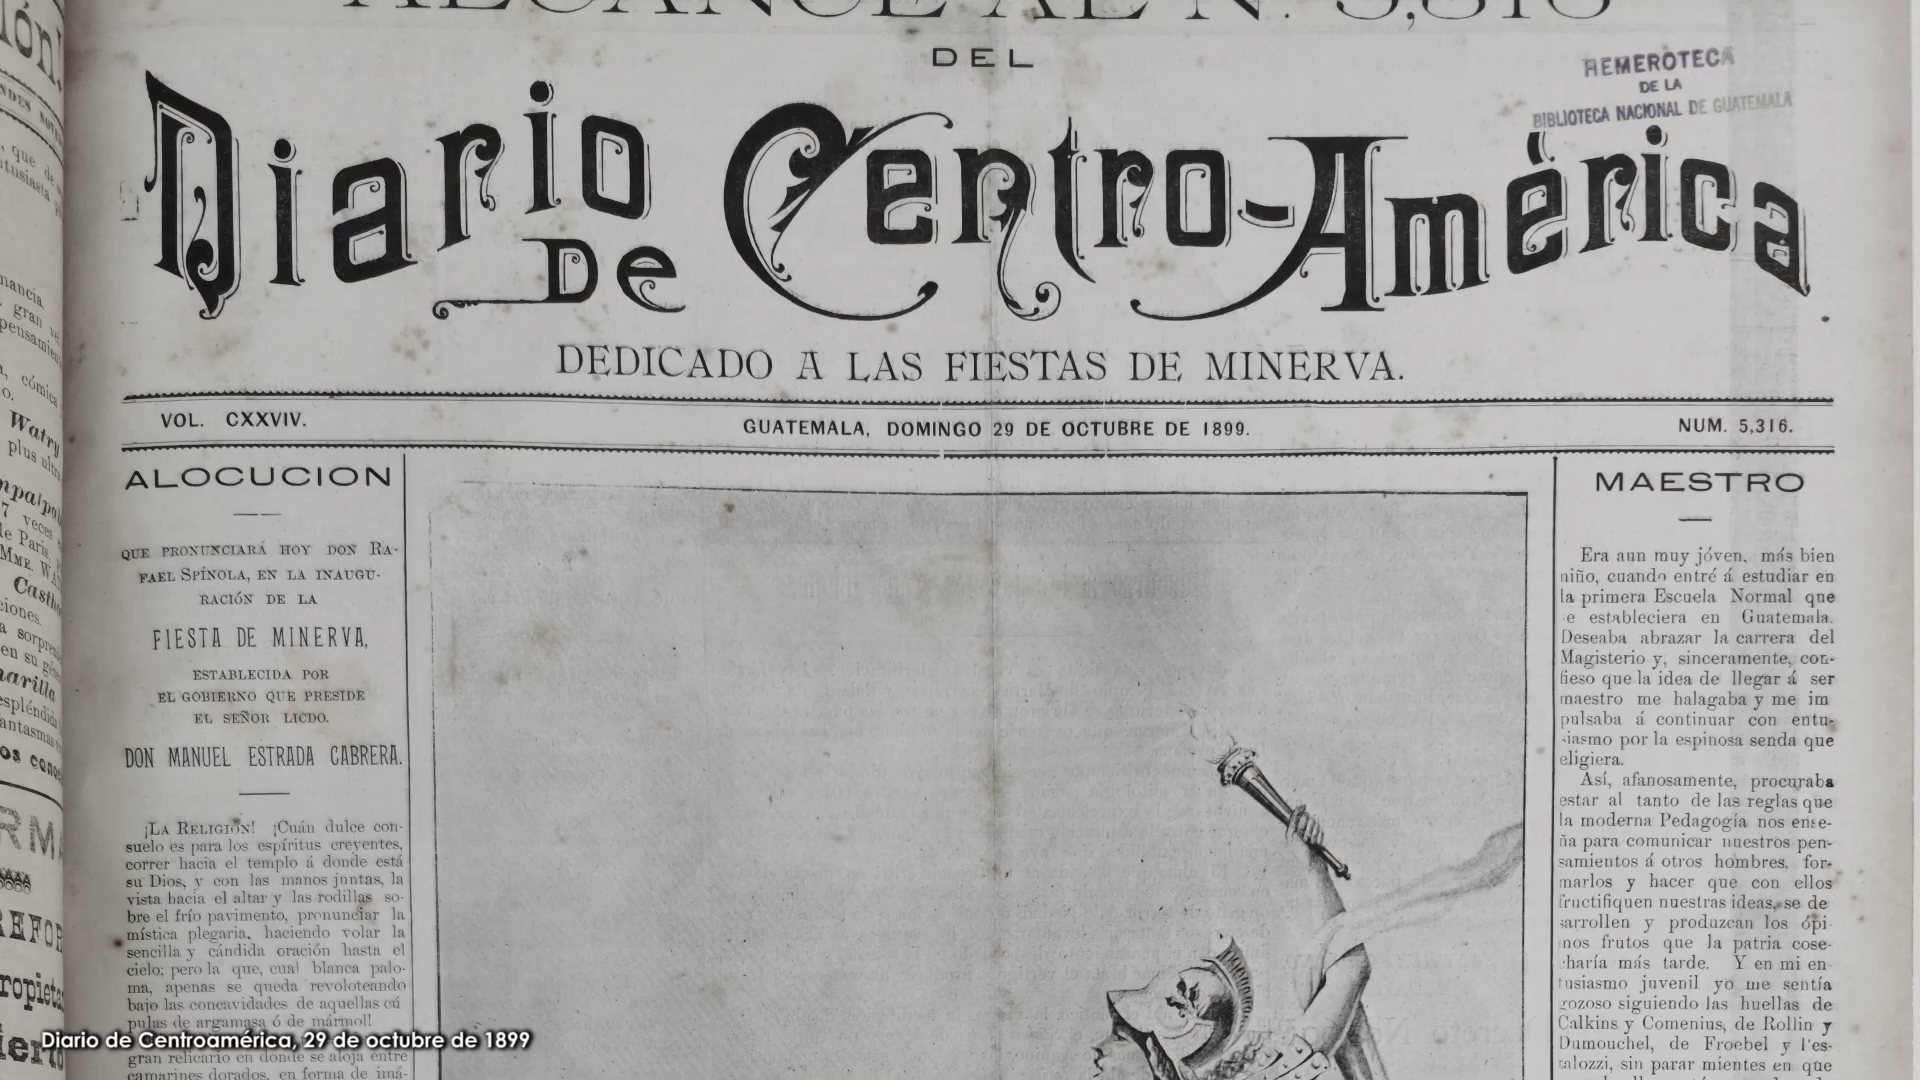 ALCANCE AL N.º 5,316
DEL
Diario De Centro-América
HEMEROTECA
DE LA
BIBLIOTECA NACIONAL DE GUATEMALA
DEDICADO A LAS FIESTAS DE MINERVA.
VOL. CXXVIV.
GUATEMALA, DOMINGO 29 DE OCTUBRE DE 1899.
NUM. 5,316.
ALOCUCION
QUE PRONUNCIARÁ HOY DON RA-
FAEL SPÍNOLA, EN LA INAUGU-
RACIÓN DE LA
FIESTA DE MINERVA,
ESTABLECIDA POR
EL GOBIERNO QUE PRESIDE
EL SEÑOR LICDO.
DON MANUEL ESTRADA CABRERA.
¡LA RELIGIÓN! ¡Cuán dulce con-
suelo es para los espíritus creyentes,
correr hacia el templo á donde está
su Dios, y con las manos juntas, la
vista hacia el altar y las rodillas so-
bre el frío pavimento, pronunciar la
mística plegaria, haciendo volar la
sencilla y cándida oración hasta el
cielo; pero la que, cual blanca palo-
ma, apenas se queda revoloteando
bajo las concavidades de aquellas cú
pulas de argamasa ó de mármol!
gran relicario en donde se aloja entre
camarines dorados, en forma de imá-
MAESTRO
Era aun muy jóven, más bien
niño, cuando entré á estudiar en
la primera Escuela Normal que
e estableciera en Guatemala.
Deseaba abrazar la carrera del
Magisterio y, sinceramente, con-
fieso que la idea de llegar á ser
maestro me halagaba y me im
pulsaba á continuar con entu-
siasmo por la espinosa senda que
eligiera.
Así, afanosamente, procuraba
estar al tanto de las reglas que
la moderna Pedagogía nos ense-
ña para comunicar nuestros pen-
samientos á otros hombres, for-
marlos y hacer que con ellos
fructifiquen nuestras ideas, se de
sarrollen y produzcan los ópi
mos frutos que la patria cose-
charía más tarde. Y en mi en
tusiasmo juvenil yo me sentía
gozoso siguiendo las huellas de
Calkins y Comenius, de Rollin y
Dumouchel, de Froebel y Pes-
talozzi, sin parar mientes en que
Diario de Centroamérica, 29 de octubre de 1899